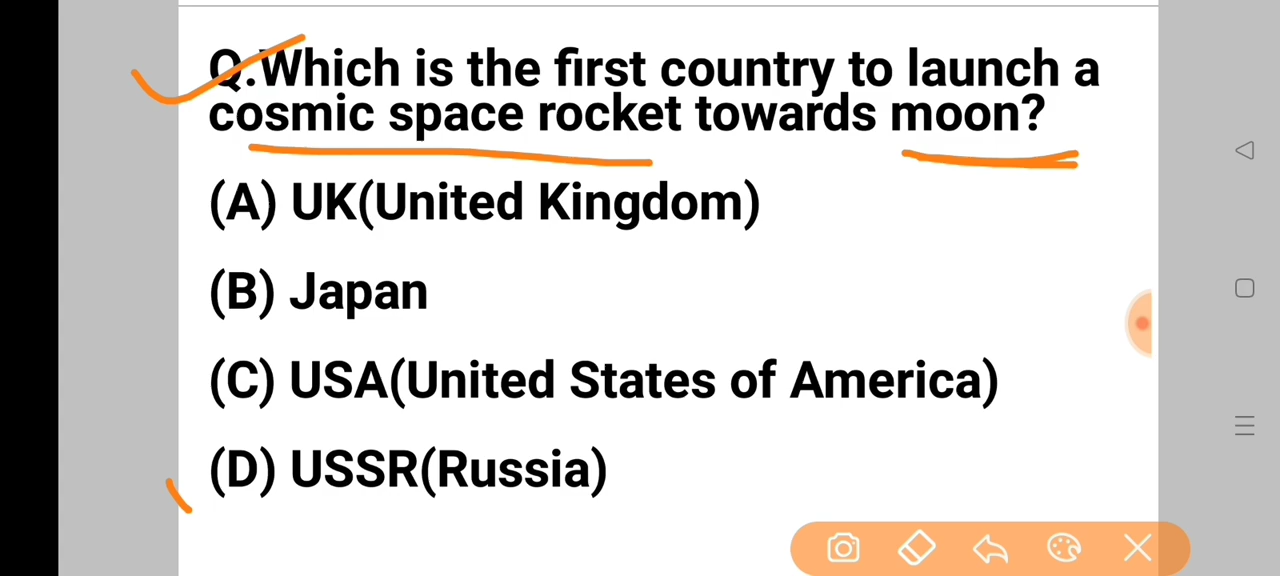 Q.Which is the first country to launch a
cosmic space rocket towards moon?
(A) UK(United Kingdom)
(B) Japan
(C) USA(United States of America)
(D) USSR(Russia)